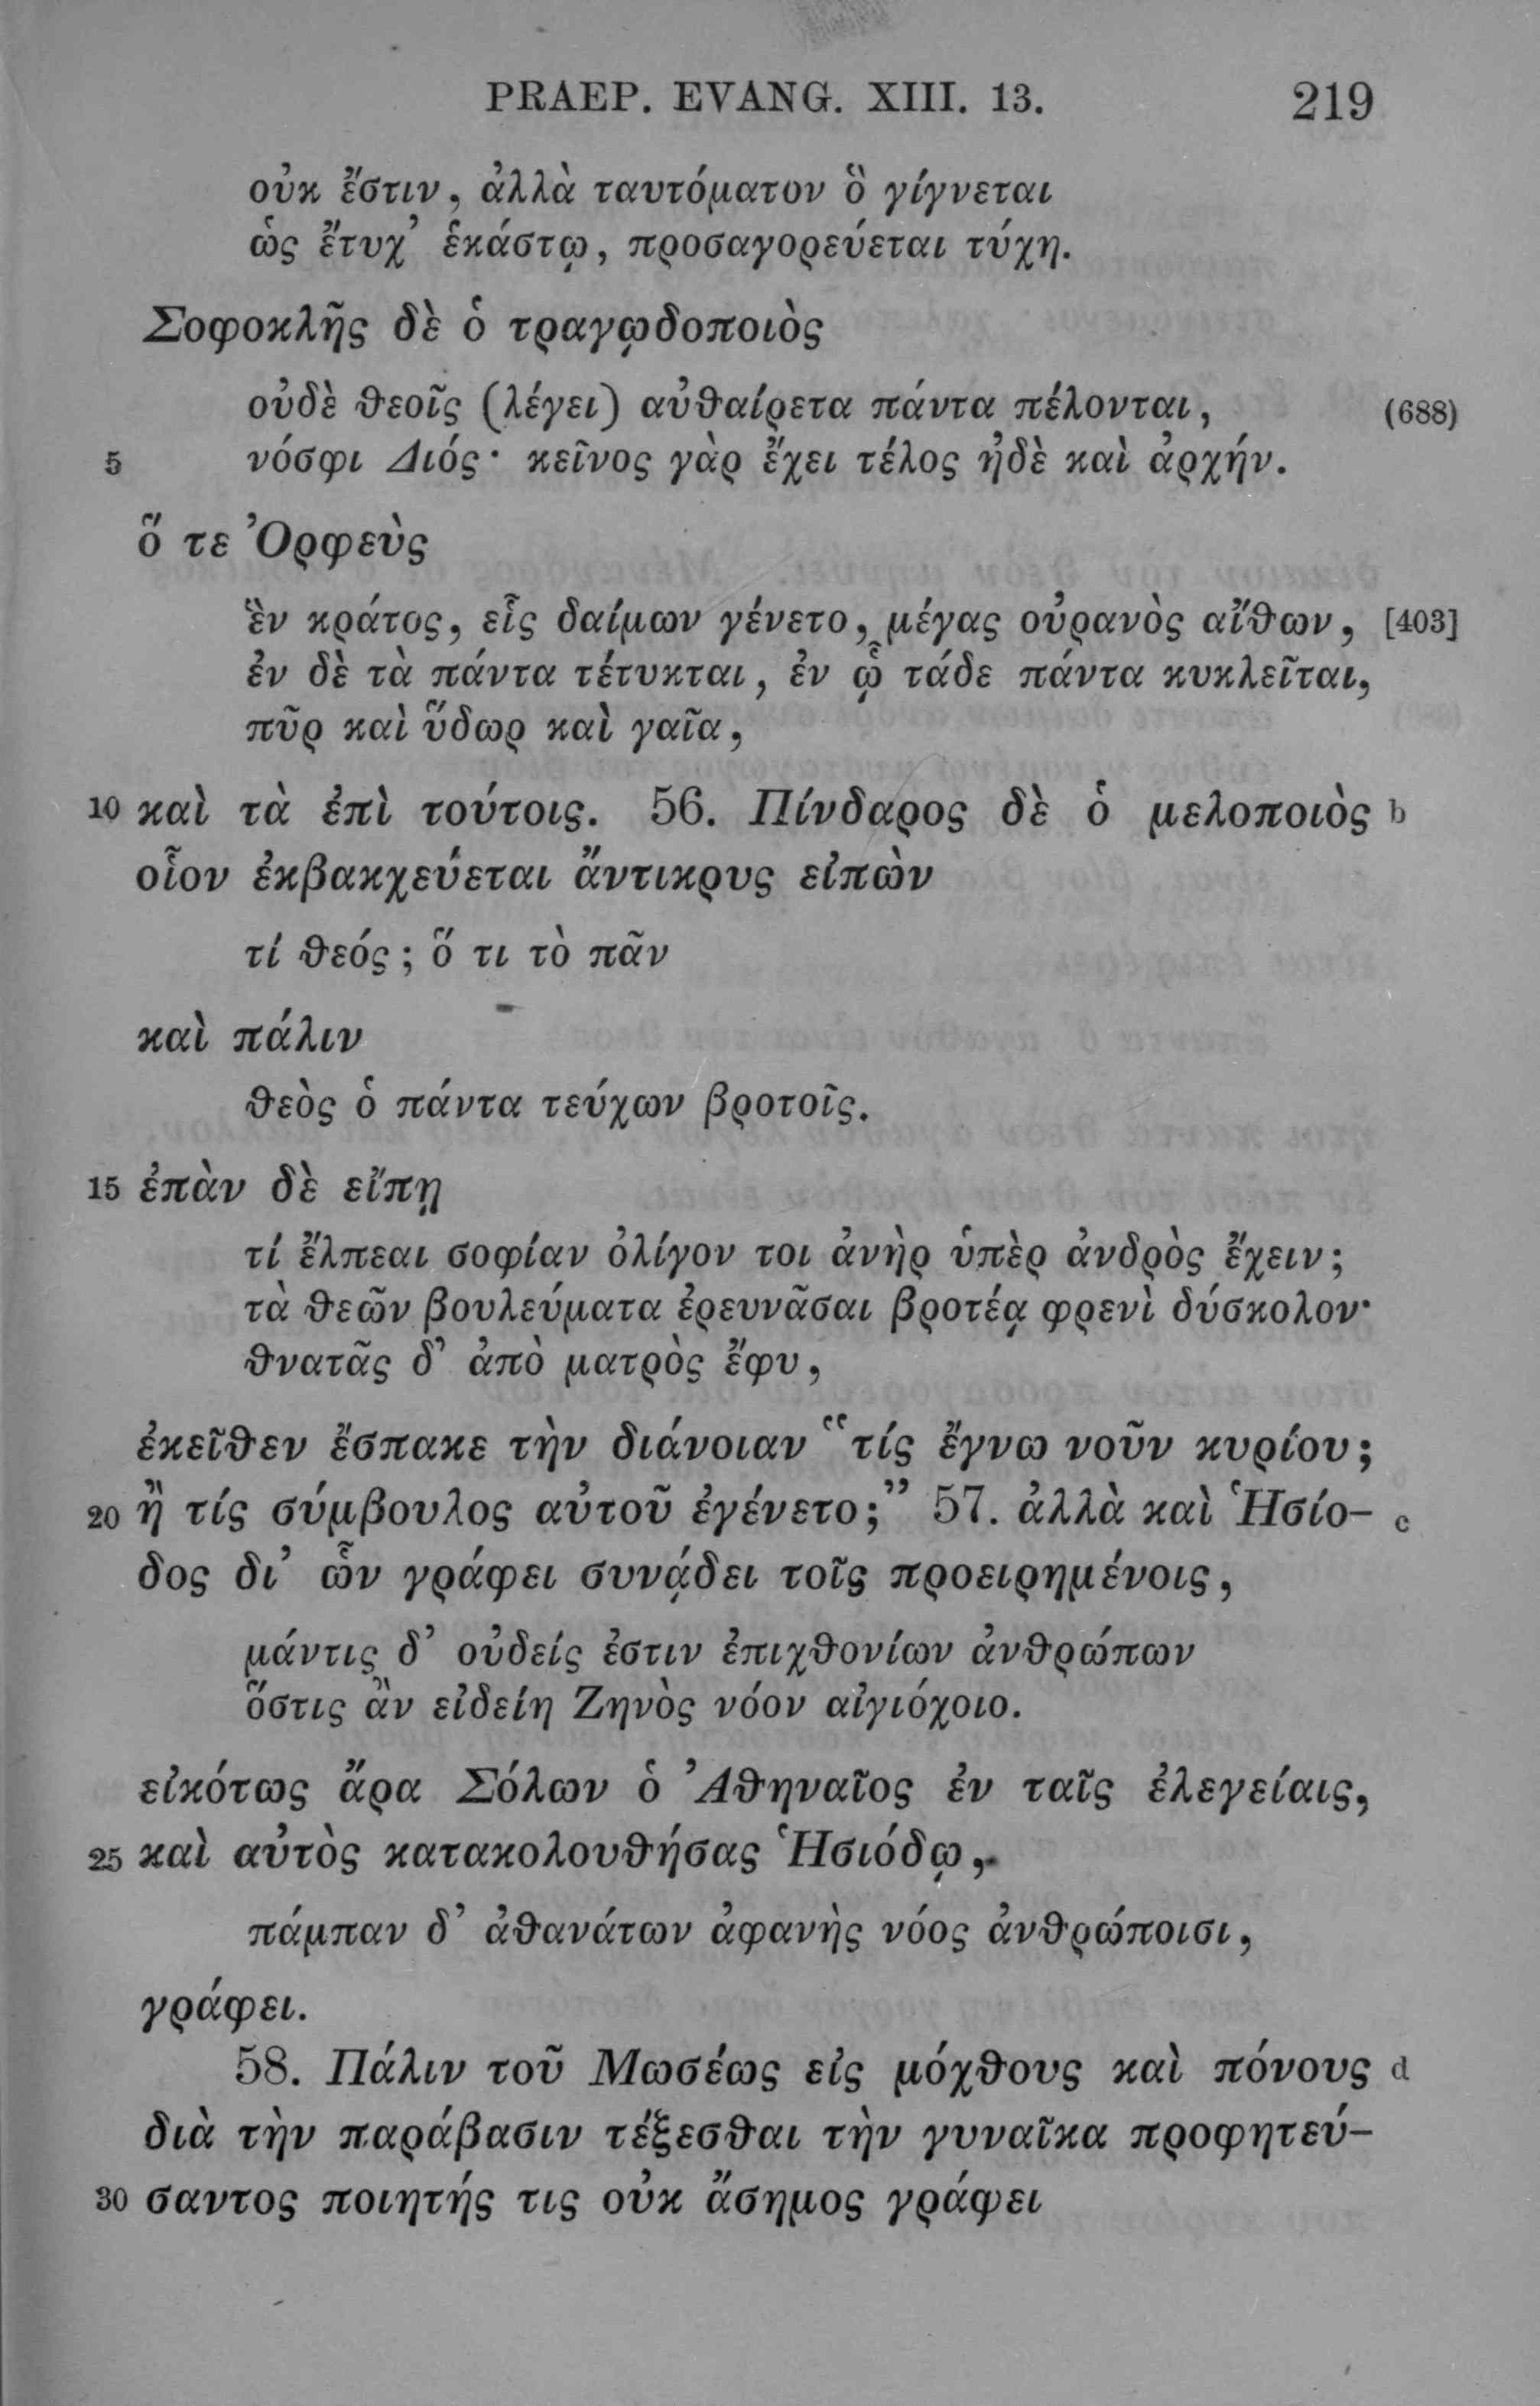 PRAEP. EVANG. XIII. 13. 219
οὐκ ἔστιν, ἀλλὰ ταυτόματον ὃ γίγνεται
ὡς ἔτυχ’ ἑκάστῳ, προσαγορεύεται τύχη.
Σοφοκλῆς δὲ ὁ τραγῳδοποιὸς
οὐδὲ θεοῖς (λέγει) αὐθαίρετα πάντα πέλονται, (688)
5 νόσφι Διός· κεῖνος γὰρ ἔχει τέλος ἠδὲ καὶ ἀρχήν.
ὅ τε Ὀρφεὺς
ἓν κράτος, εἷς δαίμων γένετο, μέγας οὐρανὸς αἴθων, [403]
ἐν δὲ τὰ πάντα τέτυκται, ἐν ᾧ τάδε πάντα κυκλεῖται,
πῦρ καὶ ὕδωρ καὶ γαῖα,
10 καὶ τὰ ἐπὶ τούτοις. 56. Πίνδαρος δὲ ὁ μελοποιὸς b
οἷον ἐκβακχεύεται ἄντικρυς εἰπὼν
τί θεός; ὅ τι τὸ πᾶν
καὶ πάλιν
θεὸς ὁ πάντα τεύχων βροτοῖς.
15 ἐπὰν δὲ εἴπῃ
τί ἔλπεαι σοφίαν ὀλίγον τοι ἀνὴρ ὑπὲρ ἀνδρὸς ἔχειν;
τὰ θεῶν βουλεύματα ἐρευνᾶσαι βροτέᾳ φρενὶ δύσκολον·
θνατᾶς δ’ ἀπὸ ματρὸς ἔφυ,
ἐκεῖθεν ἔσπακε τὴν διάνοιαν “τίς ἔγνω νοῦν κυρίου;
20 ἢ τίς σύμβουλος αὐτοῦ ἐγένετο;” 57. ἀλλὰ καὶ Ἡσίο- c
δος δι’ ὧν γράφει συνᾴδει τοῖς προειρημένοις,
μάντις δ’ οὐδείς ἐστιν ἐπιχθονίων ἀνθρώπων
ὅστις ἂν εἰδείη Ζηνὸς νόον αἰγιόχοιο.
εἰκότως ἄρα Σόλων ὁ Ἀθηναῖος ἐν ταῖς ἐλεγείαις,
25 καὶ αὐτὸς κατακολουθήσας Ἡσιόδῳ,
πάμπαν δ’ ἀθανάτων ἀφανὴς νόος ἀνθρώποισι,
γράφει.
58. Πάλιν τοῦ Μωσέως εἰς μόχθους καὶ πόνους d
διὰ τὴν παράβασιν τέξεσθαι τὴν γυναῖκα προφητεύ-
30 σαντος ποιητής τις οὐκ ἄσημος γράφει